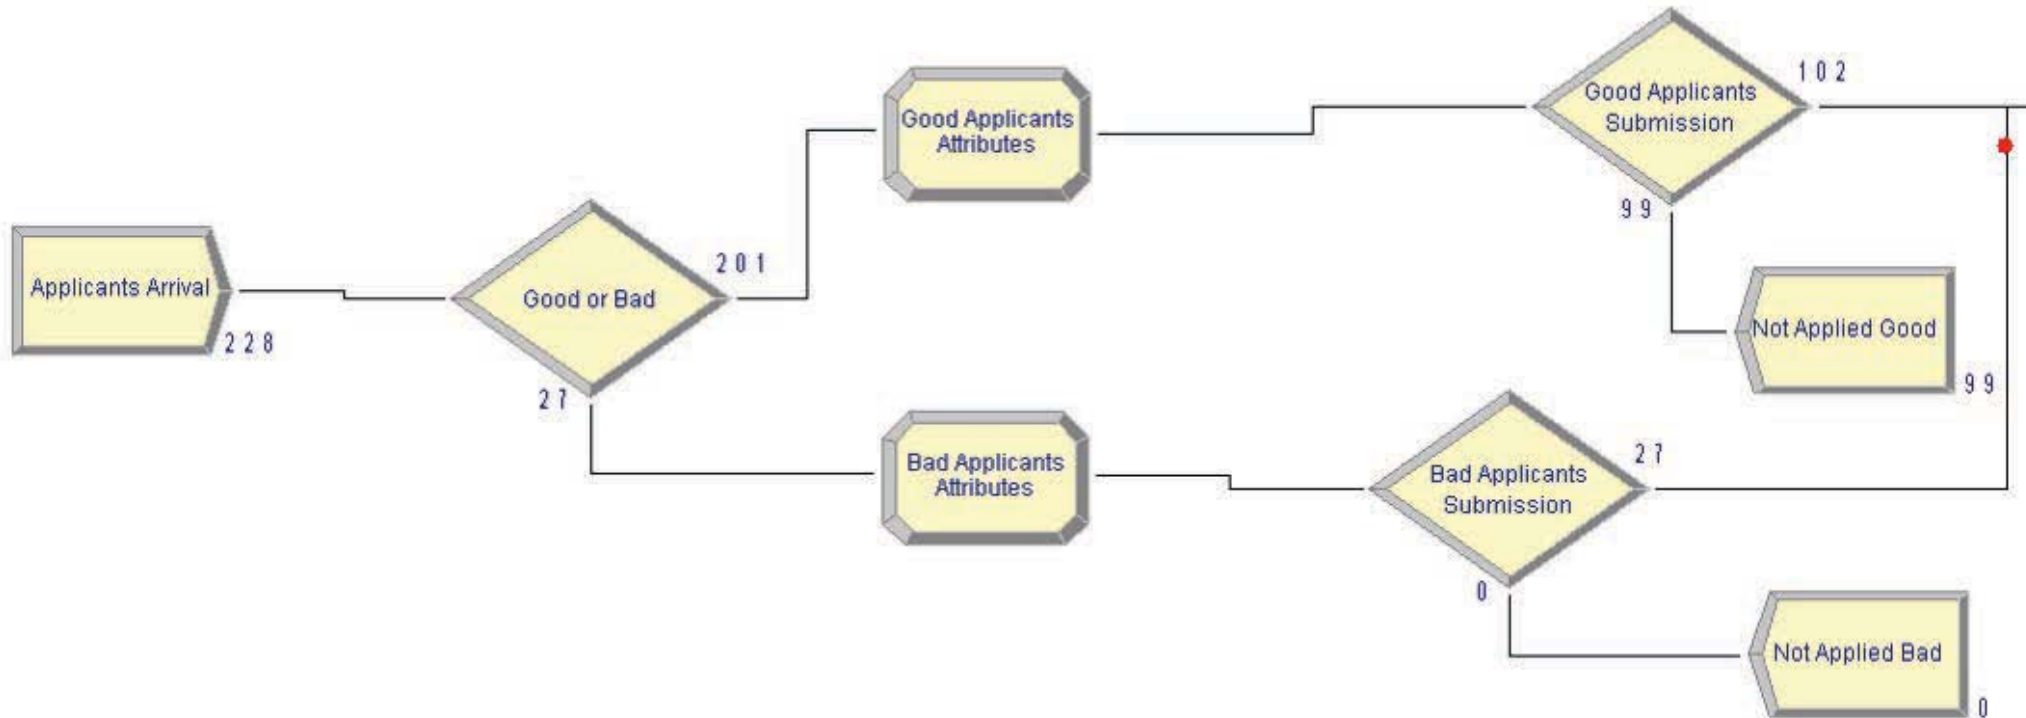 Applicants Arrival
228
Good or Bad
201
27
Good Applicants
Attributes
Bad Applicants
Attributes
Good Applicants
Submission
102
99
Not Applied Good
99
Bad Applicants
Submission
27
0
Not Applied Bad
0